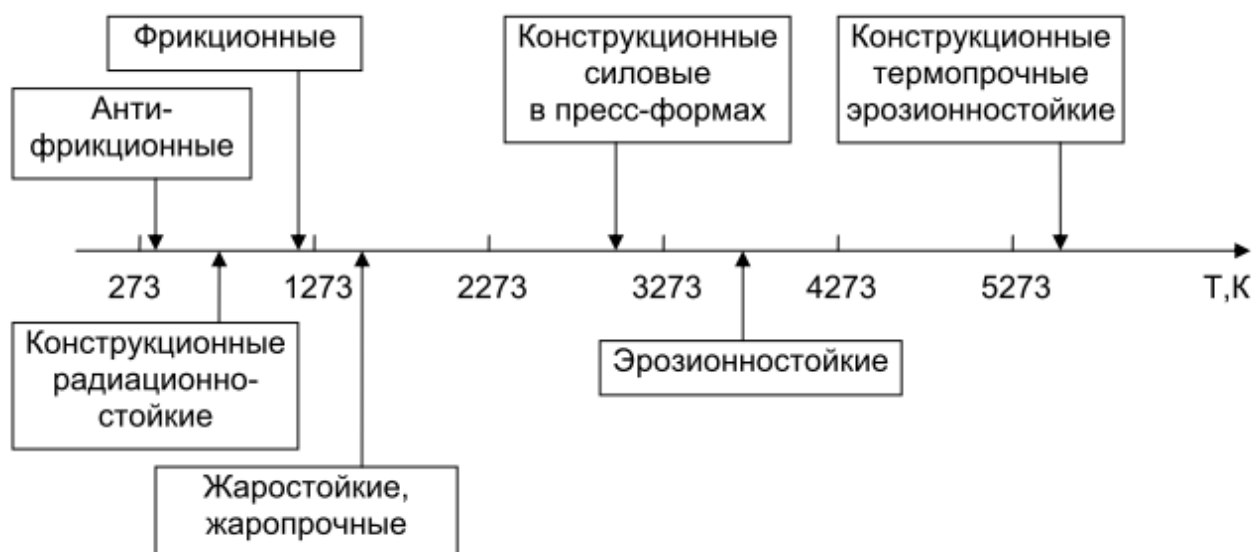 Фрикционные
Анти-
фрикционные
Конструкционные
силовые
в пресс-формах
Конструкционные
термопрочные
эрозионностойкие
273
1273
2273
3273
4273
5273
Т,К
Конструкционные
радиационно-
стойкие
Эрозионностойкие
Жаростойкие,
жаропрочные